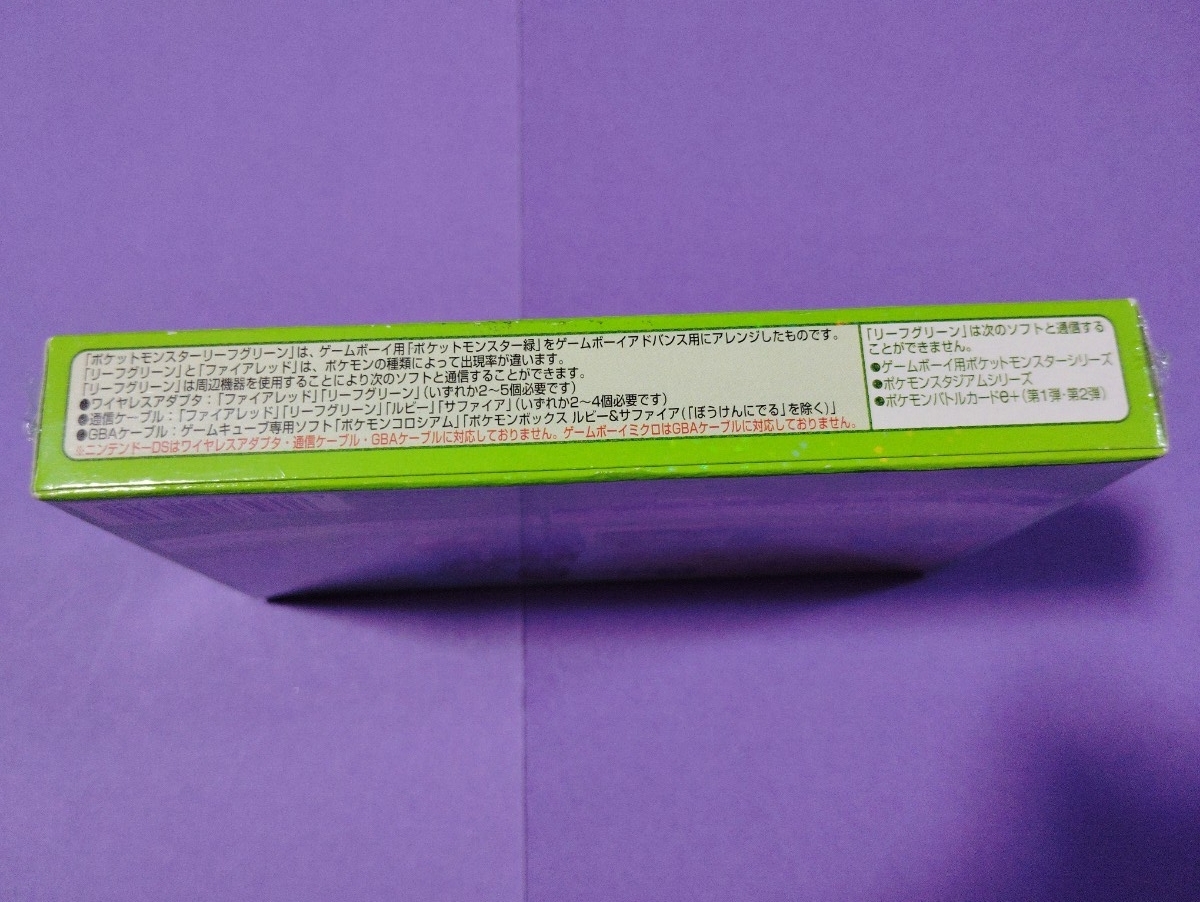 「ポケットモンスターリーフグリーン」は、ゲームボーイ用「ポケットモンスター緑」をゲームボーイアドバンス用にアレンジしたものです。
「リーフグリーン」と「ファイアレッド」は、ポケモンの種類によって出現率が違います。
「リーフグリーン」は周辺機器を使用することにより次のソフトと通信することができます。
●ワイヤレスアダプタ：「ファイアレッド」「リーフグリーン」（いずれか2〜5個必要です）
●通信ケーブル：「ファイアレッド」「リーフグリーン」「ルビー」「サファイア」（いずれか2〜4個必要です）
●GBAケーブル：ゲームキューブ専用ソフト「ポケモンコロシアム」「ポケモンボックス ルビー&サファイア（「ぼうけんにでる」を除く）」
※ニンテンドーDSはワイヤレスアダプタ・通信ケーブル・GBAケーブルに対応しておりません。ゲームボーイミクロはGBAケーブルに対応しておりません。
「リーフグリーン」は次のソフトと通信する
ことができません。
●ゲームボーイ用ポケットモンスターシリーズ
●ポケモンスタジアムシリーズ
●ポケモンバトルカードe+（第1弾・第2弾）